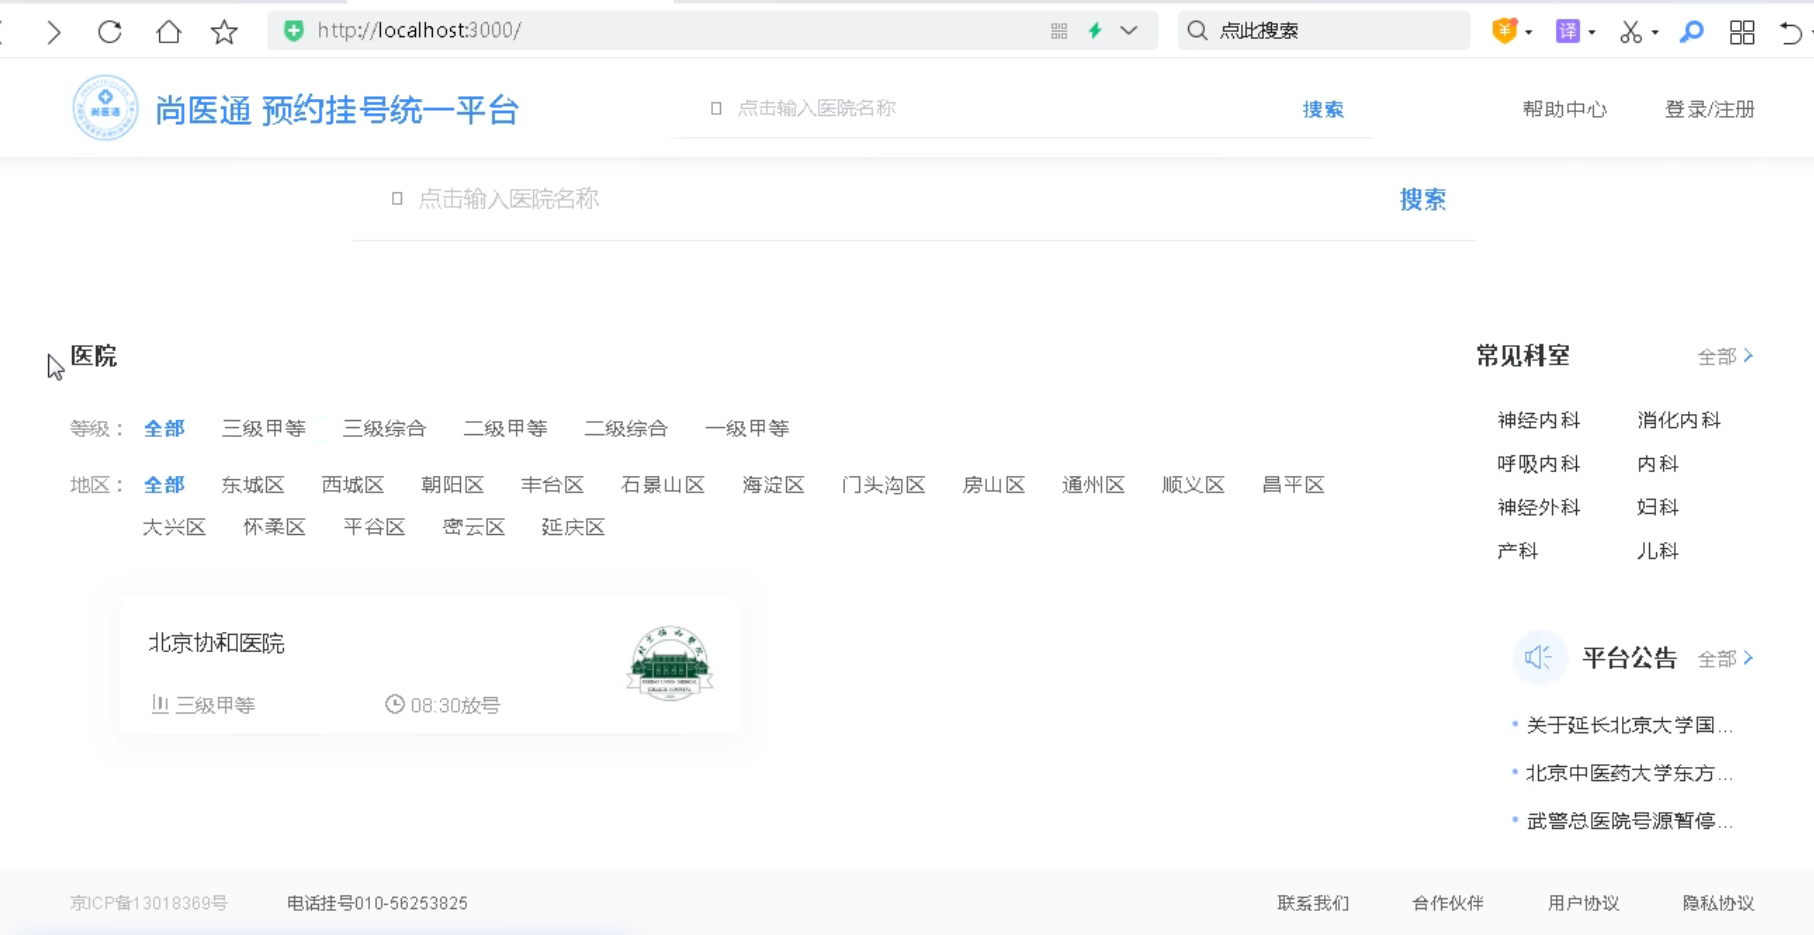 http://localhost:3000/
点此搜索
译
尚医通
尚医通 预约挂号统一平台
点击输入医院名称
搜索
帮助中心
登录/注册
点击输入医院名称
搜索
医院
等级： 全部 三级甲等 三级综合 二级甲等 二级综合 一级甲等
地区： 全部 东城区 西城区 朝阳区 丰台区 石景山区 海淀区 门头沟区 房山区 通州区 顺义区 昌平区
大兴区 怀柔区 平谷区 密云区 延庆区
北京协和医院
三级甲等 08:30放号
常见科室 全部
神经内科 消化内科
呼吸内科 内科
神经外科 妇科
产科 儿科
平台公告 全部
关于延长北京大学国...
北京中医药大学东方...
武警总医院号源暂停...
京ICP备13018369号 电话挂号010-56253825 联系我们 合作伙伴 用户协议 隐私协议